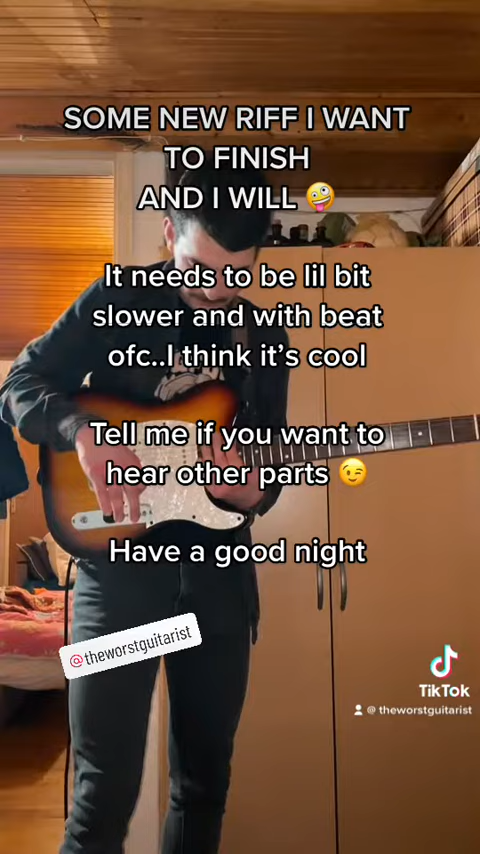 SOME NEW RIFF I WANT
TO FINISH
AND I WILL 🤪
It needs to be lil bit
slower and with beat
ofc..I think it's cool
Tell me if you want to
hear other parts 😉
Have a good night
@theworstguitarist
TikTok
@ theworstguitarist